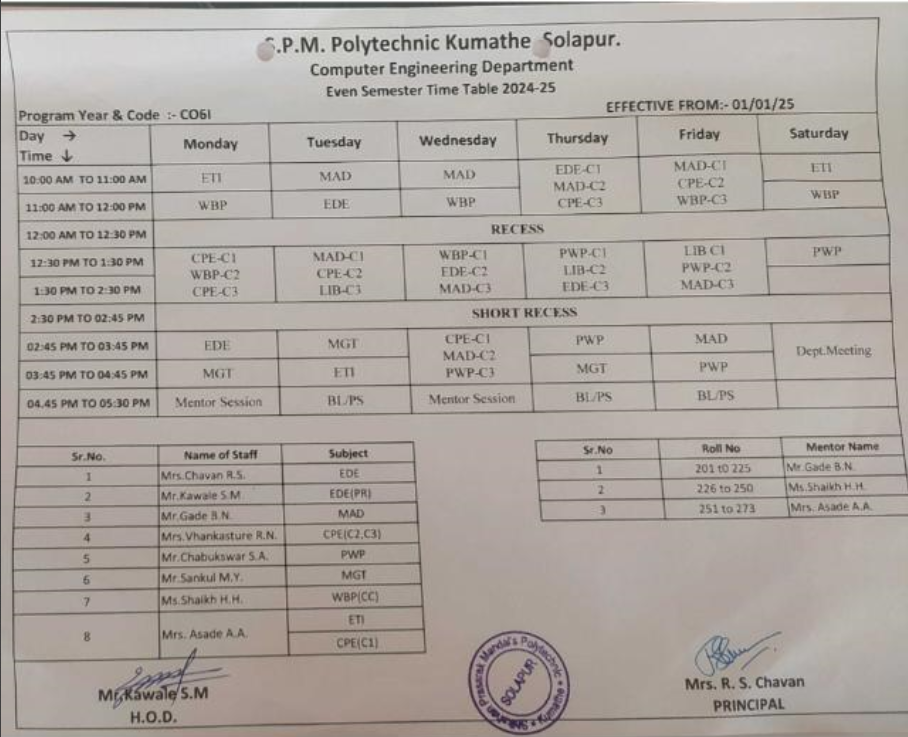 S.P.M. Polytechnic Kumathe Solapur.
Computer Engineering Department
Even Semester Time Table 2024-25
Program Year & Code :- CO6I EFFECTIVE FROM:- 01/01/25
Day → Monday Tuesday Wednesday Thursday Friday Saturday
Time ↓
10:00 AM TO 11:00 AM ETI MAD MAD EDE-C1 MAD-C1 ETI
MAD-C2 CPE-C2
11:00 AM TO 12:00 PM WBP EDE WBP CPE-C3 WBP-C3 WBP
12:00 AM TO 12:30 PM RECESS
12:30 PM TO 1:30 PM CPE-C1 MAD-C1 WBP-C1 PWP-C1 LIB C1 PWP
WBP-C2 CPE-C2 EDE-C2 LIB-C2 PWP-C2
1:30 PM TO 2:30 PM CPE-C3 LIB-C3 MAD-C3 EDE-C3 MAD-C3
2:30 PM TO 02:45 PM SHORT RECESS
02:45 PM TO 03:45 PM EDE MGT CPE-C1 PWP MAD Dept.Meeting
MAD-C2
03:45 PM TO 04:45 PM MGT ETI PWP-C3 MGT PWP
04.45 PM TO 05:30 PM Mentor Session BL/PS Mentor Session BL/PS BL/PS
Sr.No. Name of Staff Subject
1 Mrs.Chavan R.S. EDE
2 Mr.Kawale S.M EDE(PR)
3 Mr.Gade B.N. MAD
4 Mrs.Vhankasture R.N. CPE(C2,C3)
5 Mr.Chabukswar S.A. PWP
6 Mr.Sankul M.Y. MGT
7 Ms.Shaikh H.H. WBP(CC)
8 Mrs. Asade A.A. ETI
CPE(C1)
Sr.No Roll No Mentor Name
1 201 to 225 Mr.Gade B.N.
2 226 to 250 Ms.Shaikh H.H.
3 251 to 273 Mrs. Asade A.A.
Mr.Kawale S.M
H.O.D.
Shikshan Prasarak Mandal's Polytechnic
Kumathe
SOLAPUR
Mrs. R. S. Chavan
PRINCIPAL